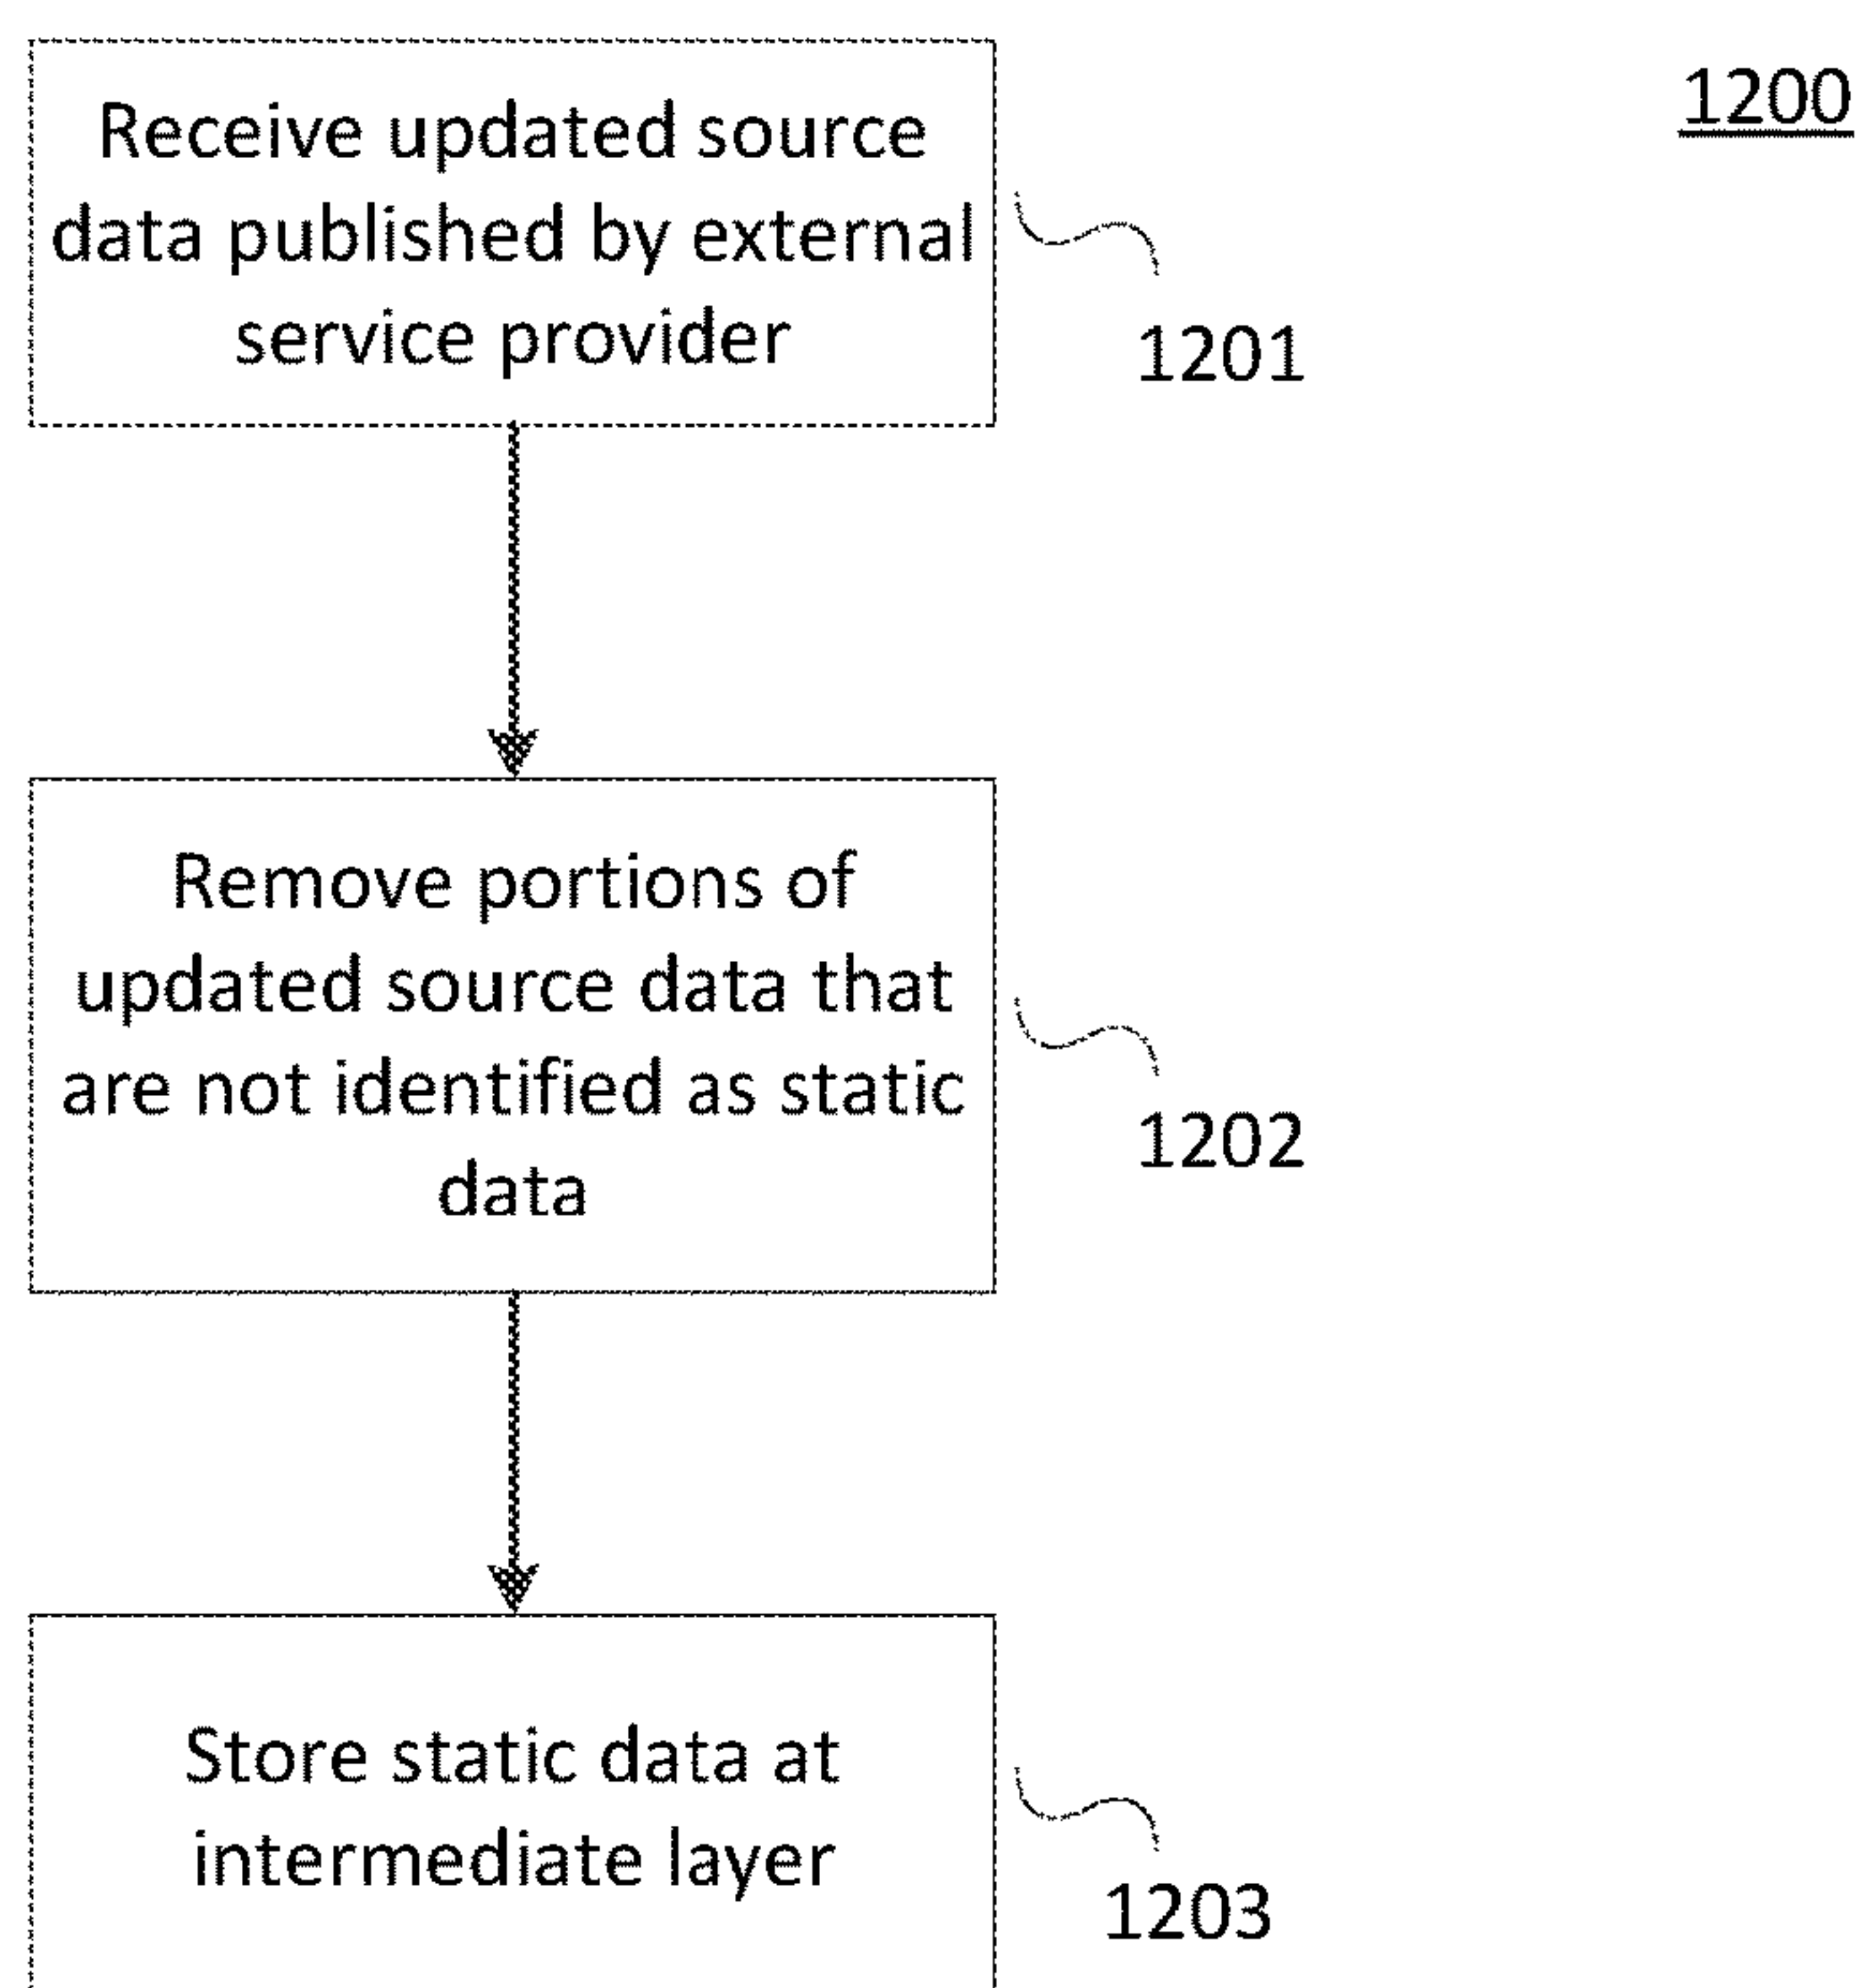 1200
Receive updated source
data published by external
service provider
1201
Remove portions of
updated source data that
are not identified as static
data
1202
Store static data at
intermediate layer
1203